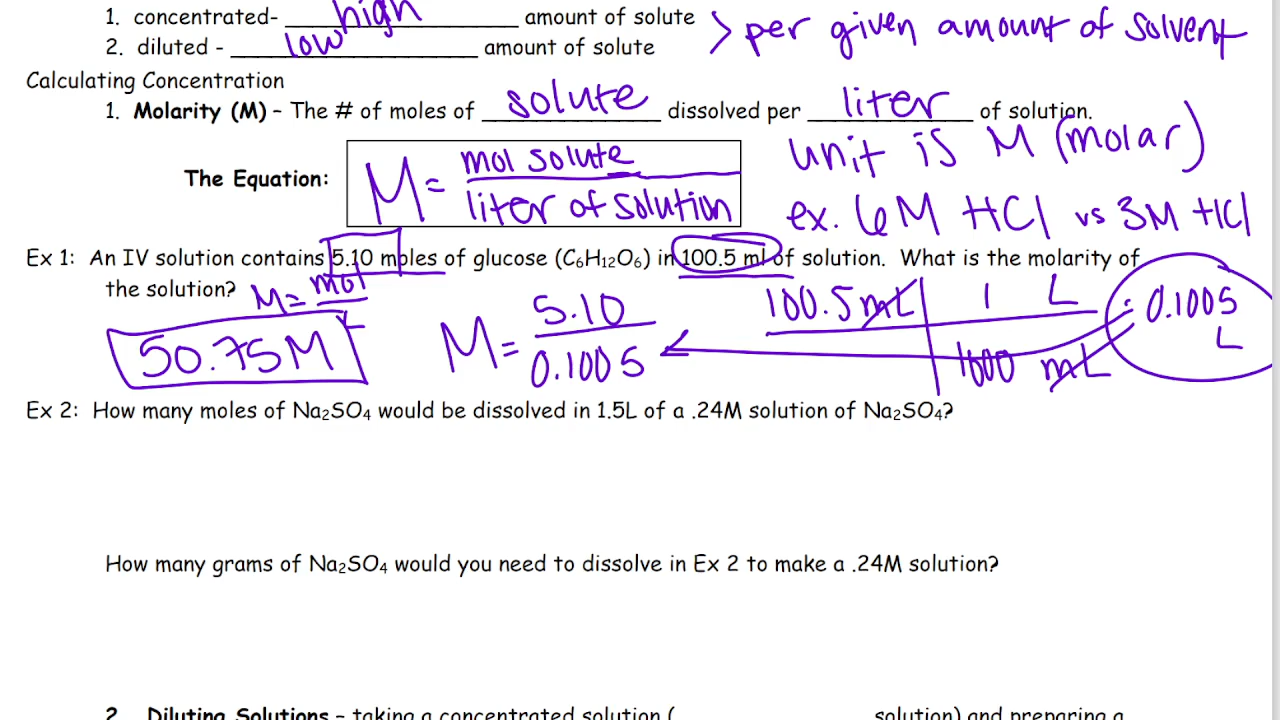 1. concentrated- high amount of solute
2. diluted - low amount of solute > per given amount of solvent
Calculating Concentration
1. Molarity (M) – The # of moles of solute dissolved per liter of solution.
unit is M (molar)
The Equation: M = mol solute / liter of solution
ex. 6M HCl vs 3M HCl
Ex 1: An IV solution contains 5.10 moles of glucose (C₆H₁₂O₆) in 100.5 ml of solution. What is the molarity of
the solution? M = mol / L
50.75M M = 5.10 / 0.1005 100.5 mL | 1 L / 1000 mL = 0.1005 L
Ex 2: How many moles of Na₂SO₄ would be dissolved in 1.5L of a .24M solution of Na₂SO₄?
How many grams of Na₂SO₄ would you need to dissolve in Ex 2 to make a .24M solution?
2. Diluting Solutions – taking a concentrated solution ( solution) and preparing a